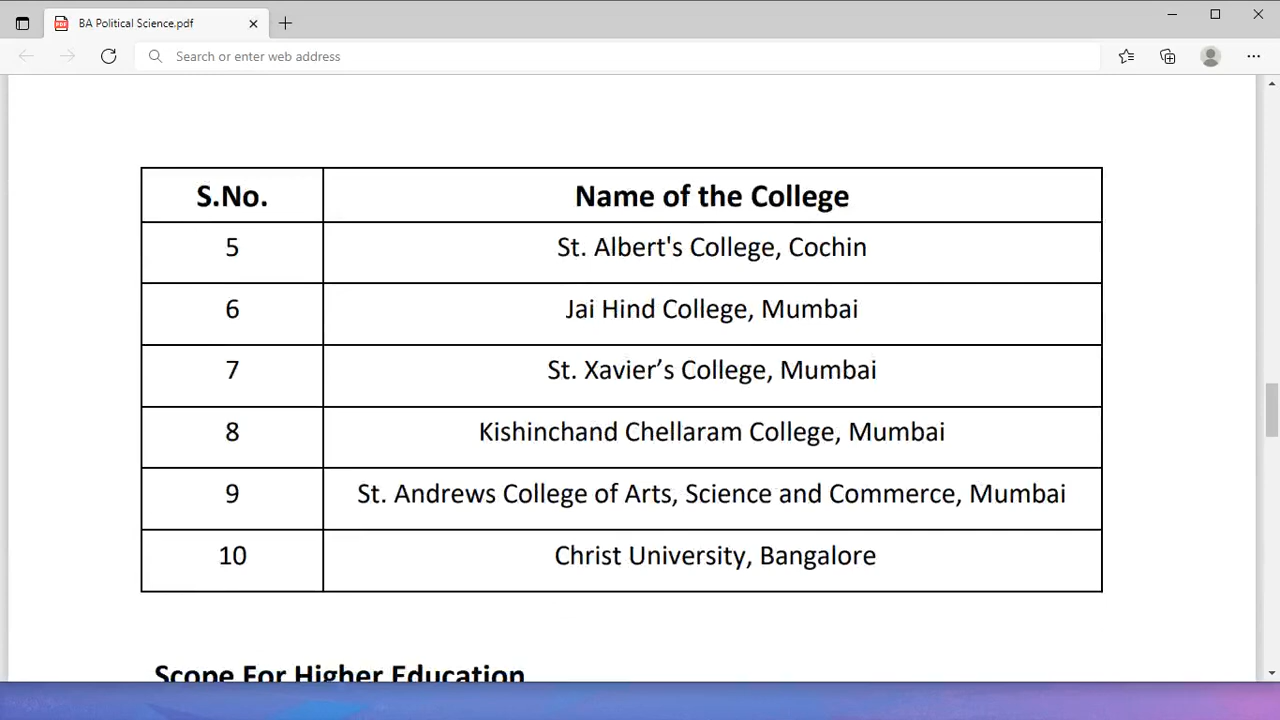 BA Political Science.pdf
Search or enter web address
S.No. Name of the College
5 St. Albert's College, Cochin
6 Jai Hind College, Mumbai
7 St. Xavier’s College, Mumbai
8 Kishinchand Chellaram College, Mumbai
9 St. Andrews College of Arts, Science and Commerce, Mumbai
10 Christ University, Bangalore
Scope For Higher Education